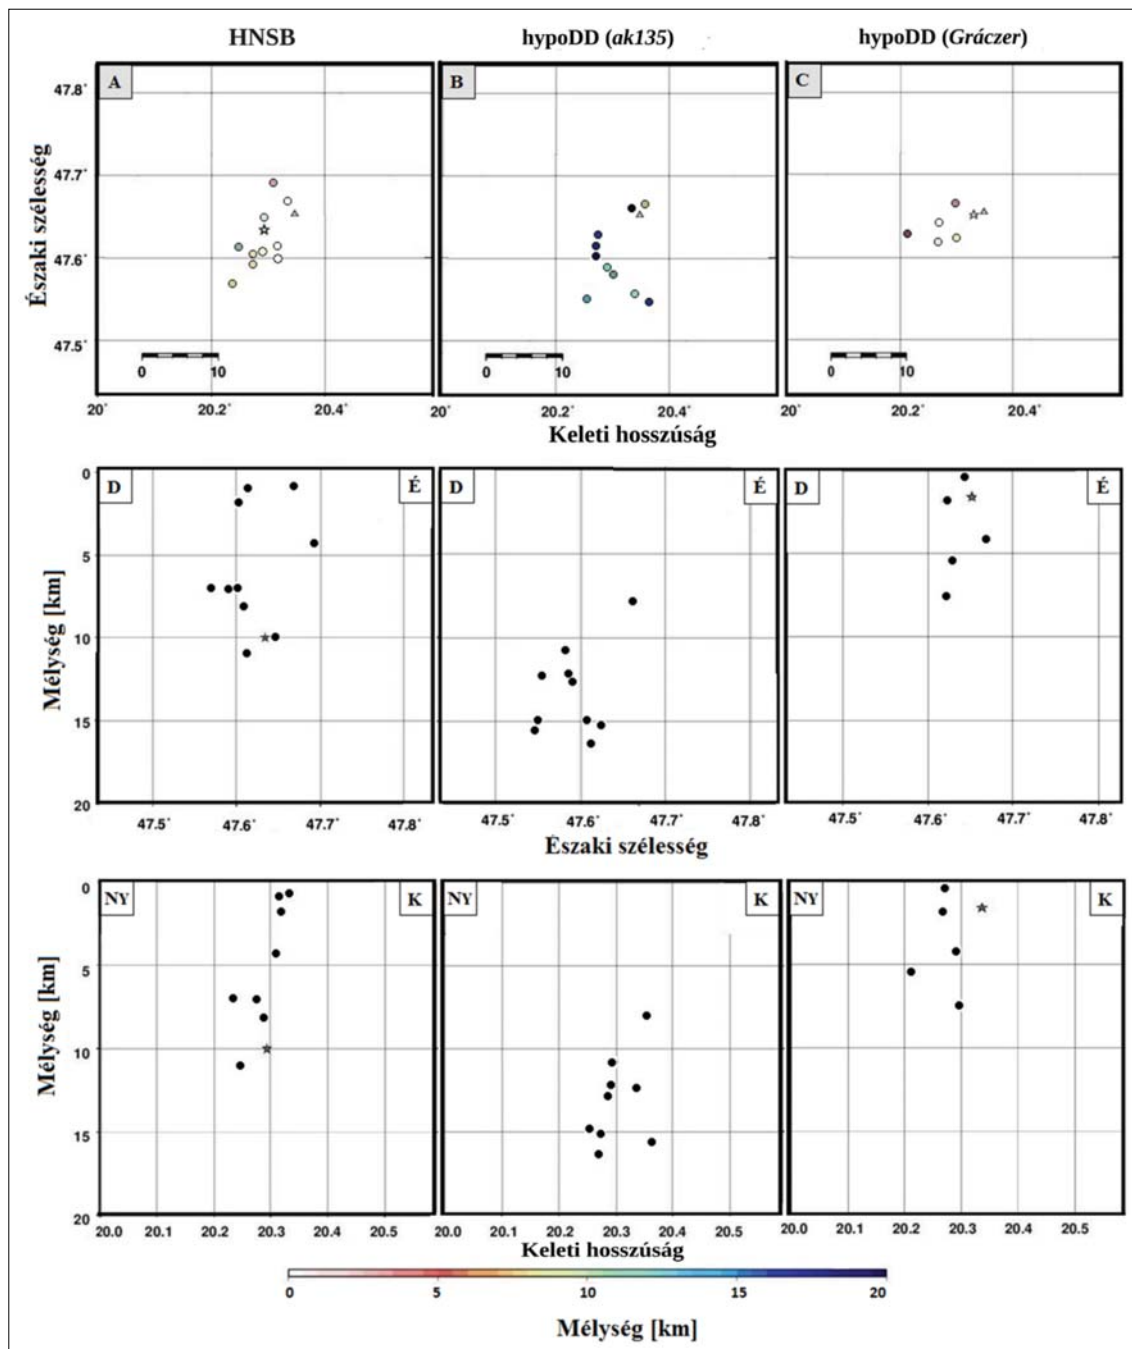 HNSB hypoDD (ak135) hypoDD (Gráczer)
A B C
Északi szélesség
47.8°
47.7°
47.6°
47.5°
0 10 0 10 0 10
20° 20.2° 20.4° 20° 20.2° 20.4° 20° 20.2° 20.4°
Keleti hosszúság
D É D É D É
Mélység [km]
0
5
10
15
20
47.5° 47.6° 47.7° 47.8° 47.5° 47.6° 47.7° 47.8° 47.5° 47.6° 47.7° 47.8°
Északi szélesség
NY K NY K NY K
Mélység [km]
0
5
10
15
20
20.0 20.1 20.2 20.3 20.4 20.5 20.0 20.1 20.2 20.3 20.4 20.5 20.0 20.1 20.2 20.3 20.4 20.5
Keleti hosszúság
0 5 10 15 20
Mélység [km]